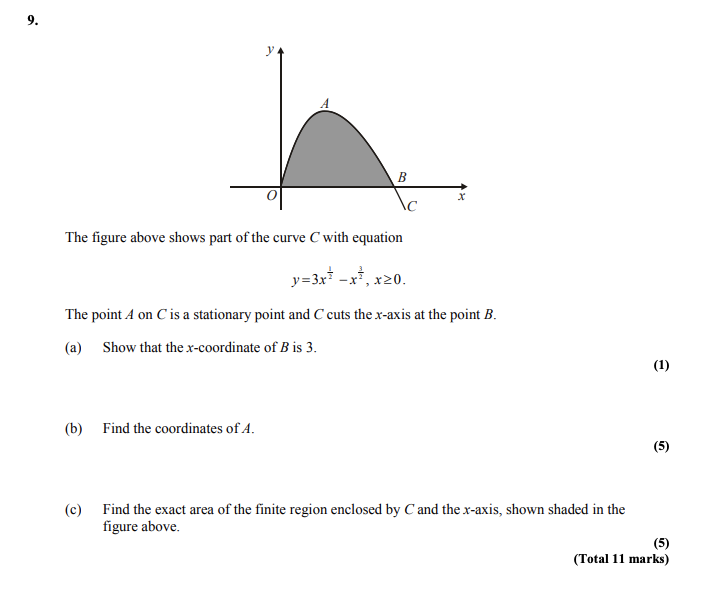 9.
y
A
B
O
x
C
The figure above shows part of the curve C with equation
y=3x^{\frac{1}{2}} −x^{\frac{3}{2}}, x≥0.
The point A on C is a stationary point and C cuts the x-axis at the point B.
(a) Show that the x-coordinate of B is 3.
(1)
(b) Find the coordinates of A.
(5)
(c) Find the exact area of the finite region enclosed by C and the x-axis, shown shaded in the
figure above.
(5)
(Total 11 marks)